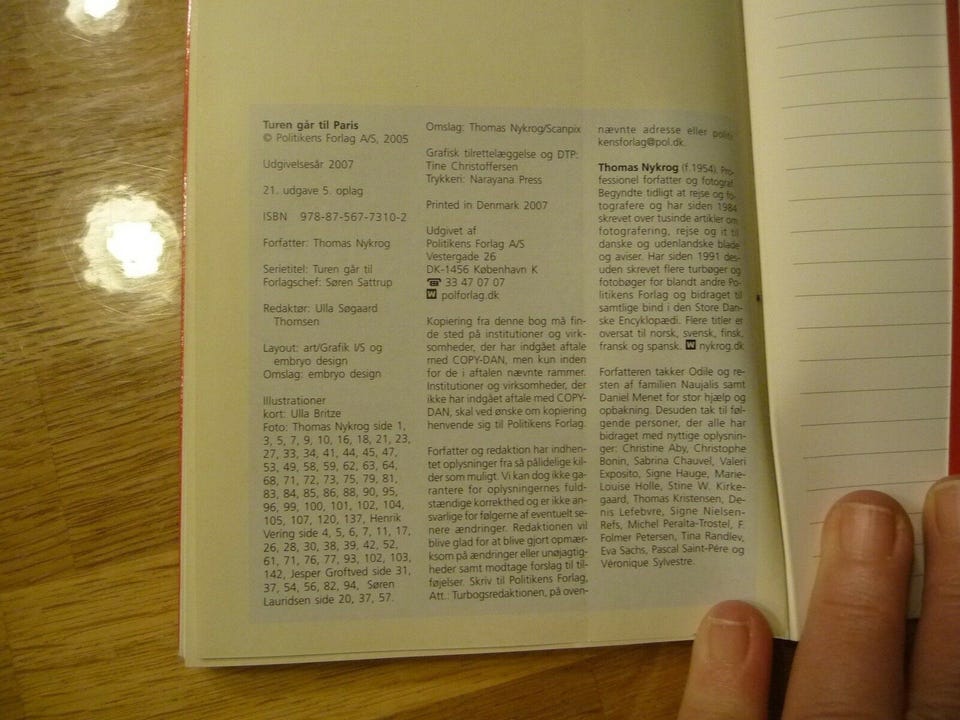 Turen går til Paris
© Politikens Forlag A/S, 2005
Udgivelsesår 2007
21. udgave 5. oplag
ISBN 978-87-567-7310-2
Forfatter: Thomas Nykrog
Serietitel: Turen går til
Forlagschef: Søren Sattrup
Redaktør: Ulla Søgaard
Thomsen
Layout: art/Grafik I/S og
embryo design
Omslag: embryo design
Illustrationer
kort: Ulla Britze
Foto: Thomas Nykrog side 1,
3, 5, 7, 9, 10, 16, 18, 21, 23,
27, 33, 34, 41, 44, 45, 47,
53, 49, 58, 59, 62, 63, 64,
68, 71, 72, 73, 75, 79, 81,
83, 84, 85, 86, 88, 90, 95,
96, 99, 100, 101, 102, 104,
105, 107, 120, 137, Henrik
Vering side 4, 5, 6, 7, 11, 17,
26, 28, 30, 38, 39, 42, 52,
61, 71, 76, 77, 93, 102, 103,
142, Jesper Groftved side 31,
37, 54, 56, 82, 94, Søren
Lauridsen side 20, 37, 57.
Omslag: Thomas Nykrog/Scanpix
Grafisk tilrettelæggelse og DTP:
Tine Christoffersen
Trykkeri: Narayana Press
Printed in Denmark 2007
Udgivet af
Politikens Forlag A/S
Vestergade 26
DK-1456 København K
☎ 33 47 07 07
W polforlag.dk
Kopiering fra denne bog må fin-
de sted på institutioner og virk-
somheder, der har indgået aftale
med COPY-DAN, men kun inden
for de i aftalen nævnte rammer.
Institutioner og virksomheder, der
ikke har indgået aftale med COPY-
DAN, skal ved ønske om kopiering
henvende sig til Politikens Forlag.
Forfatter og redaktion har indhen-
tet oplysninger fra så pålidelige kil-
der som muligt. Vi kan dog ikke ga-
rantere for oplysningernes fuld-
stændige korrekthed og er ikke an-
svarlige for følgerne af eventuelt se-
nere ændringer. Redaktionen vil
blive glad for at blive gjort opmær-
ksom på ændringer eller unøjagtig-
heder samt modtage forslag til til-
føjelser. Skriv til Politikens Forlag,
Att.: Turbogsredaktionen, på oven-
nævnte adresse eller politi-
kensforlag@pol.dk.
Thomas Nykrog (f.1954). Pro-
fessionel forfatter og fotograf.
Begyndte tidligt at rejse og fo-
tografere og har siden 1984
skrevet over tusinde artikler om
fotografering, rejse og it til
danske og udenlandske blade
og aviser. Har siden 1991 des-
uden skrevet flere turbøger og
fotobøger for blandt andre Po-
litikens Forlag og bidraget til
samtlige bind i den Store Dan-
ske Encyklopædi. Flere titler er
oversat til norsk, svensk, finsk,
fransk og spansk. W nykrog.dk
Forfatteren takker Odile og re-
sten af familien Naujalis samt
Daniel Menet for stor hjælp og
opbakning. Desuden tak til føl-
gende personer, der alle har
bidraget med nyttige oplysnin-
ger: Christine Aby, Christophe
Bonin, Sabrina Chauvel, Valeri
Exposito, Signe Hauge, Marie-
Louise Holle, Stine W. Kirke-
gaard, Thomas Kristensen, De-
nis Lefebvre, Signe Nielsen-
Refs, Michel Peralta-Trostel, F.
Folmer Petersen, Tina Randlev,
Eva Sachs, Pascal Saint-Pére og
Véronique Sylvestre.